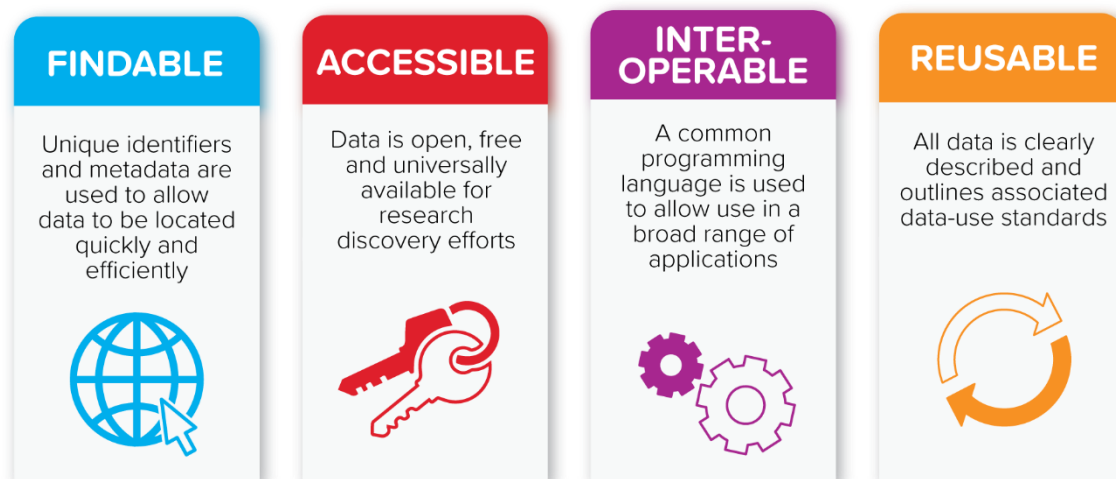 FINDABLE
Unique identifiers
and metadata are
used to allow
data to be located
quickly and
efficiently
ACCESSIBLE
Data is open, free
and universally
available for
research
discovery efforts
INTER-
OPERABLE
A common
programming
language is used
to allow use in a
broad range of
applications
REUSABLE
All data is clearly
described and
outlines associated
data-use standards